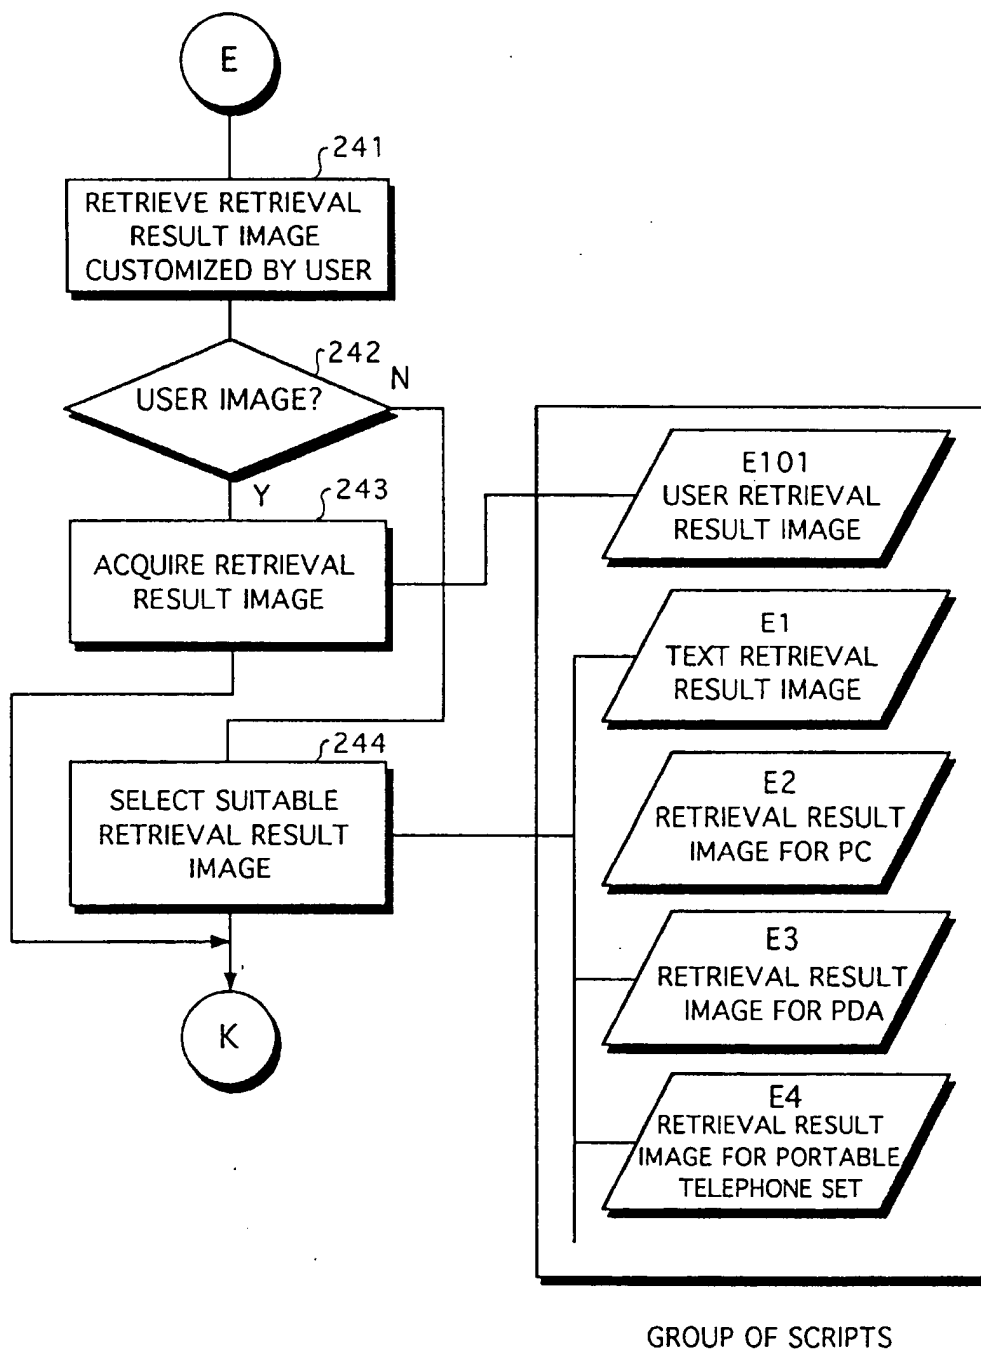 E
241
RETRIEVE RETRIEVAL
RESULT IMAGE
CUSTOMIZED BY USER
242
N
USER IMAGE?
Y
243
ACQUIRE RETRIEVAL
RESULT IMAGE
244
SELECT SUITABLE
RETRIEVAL RESULT
IMAGE
K
E101
USER RETRIEVAL
RESULT IMAGE
E1
TEXT RETRIEVAL
RESULT IMAGE
E2
RETRIEVAL RESULT
IMAGE FOR PC
E3
RETRIEVAL RESULT
IMAGE FOR PDA
E4
RETRIEVAL RESULT
IMAGE FOR PORTABLE
TELEPHONE SET
GROUP OF SCRIPTS